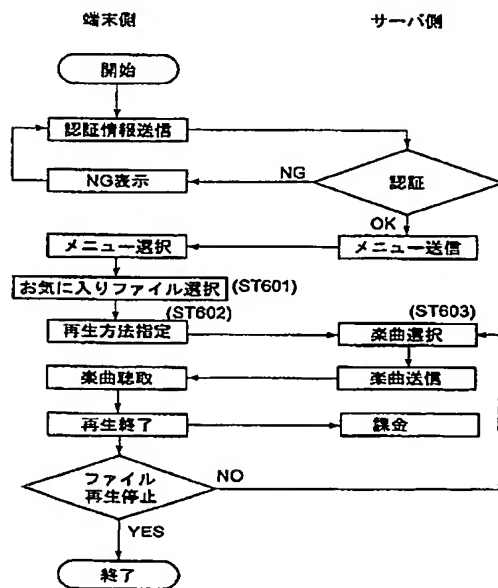 端末側
サーバ側
開始
認証情報送信
NG表示
NG
認証
OK
メニュー選択
メニュー送信
お気に入りファイル選択
(ST601)
(ST602)
再生方法指定
(ST603)
楽曲選択
楽曲聴取
楽曲送信
再生終了
課金
ファイル
再生停止
NO
YES
終了